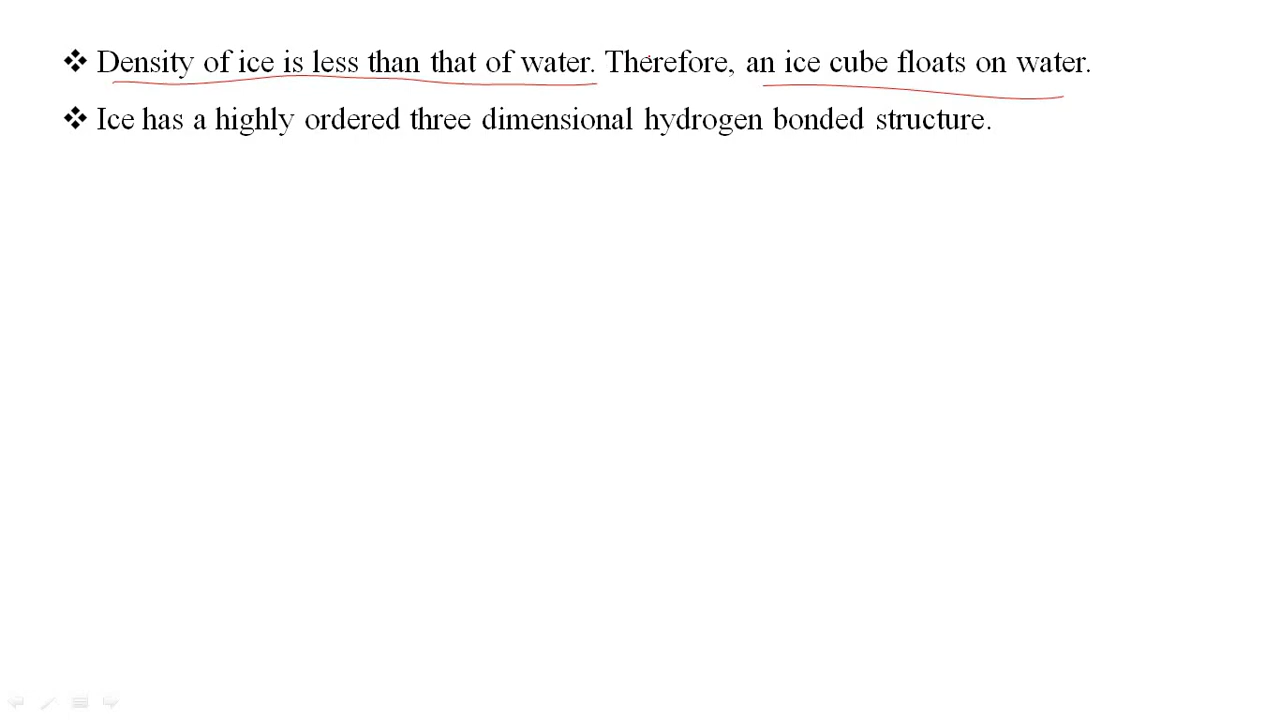 ❖ Density of ice is less than that of water. Therefore, an ice cube floats on water.
❖ Ice has a highly ordered three dimensional hydrogen bonded structure.